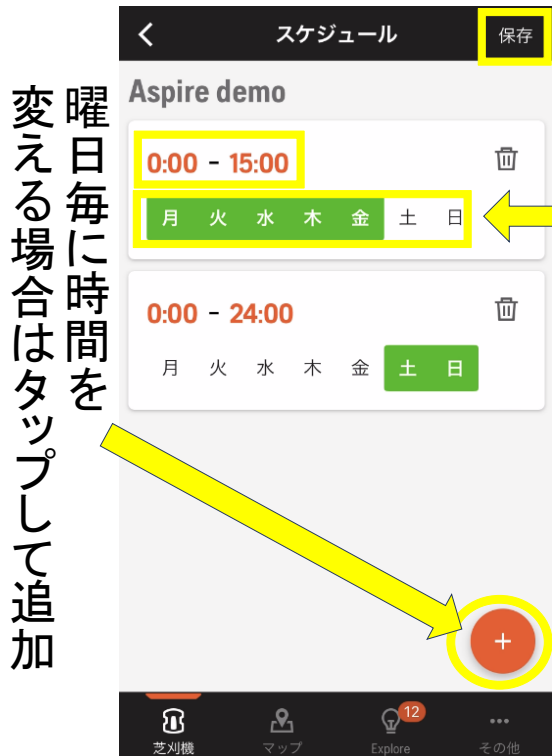 曜日毎に時間を
変える場合はタップして追加
スケジュール
保存
Aspire demo
0:00 - 15:00
月 火 水 木 金 土 日
0:00 - 24:00
月 火 水 木 金 土 日
+
12
芝刈機 マップ Explore その他